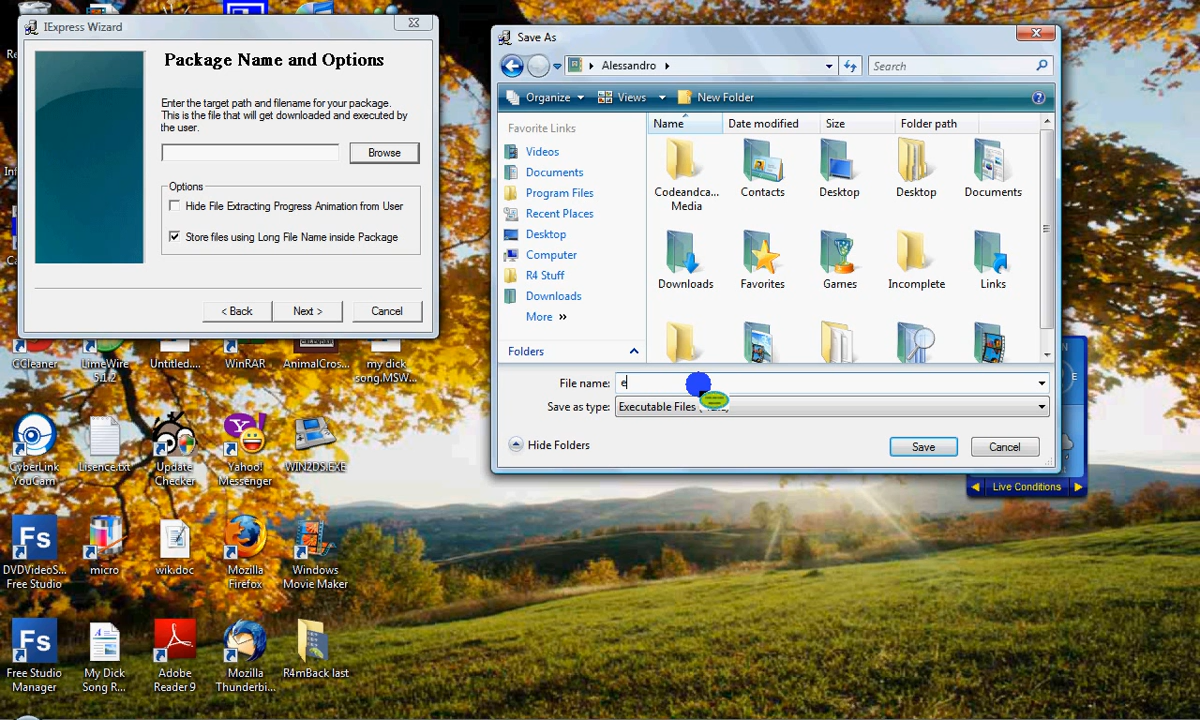 IExpress Wizard
Package Name and Options
Enter the target path and filename for your package.
This is the file that will get downloaded and executed by
the user.
Browse
Options
Hide File Extracting Progress Animation from User
Store files using Long File Name inside Package
< Back
Next >
Cancel
Save As
Alessandro
Search
Organize
Views
New Folder
Favorite Links
Videos
Documents
Program Files
Recent Places
Desktop
Computer
R4 Stuff
Downloads
More »
Folders
Name
Date modified
Size
Folder path
Codeandca...
Media
Contacts
Desktop
Desktop
Documents
Downloads
Favorites
Games
Incomplete
Links
File name:
e
Save as type:
Executable Files
Hide Folders
Save
Cancel
E
Live Conditions
CCleaner
LimeWire
5.1.2
Untitled....
WinRAR
AnimalCros...
my dick
song.MSW...
CyberLink
YouCam
Lisence.txt
Update
Checker
Yahoo!
Messenger
WIN2DS.EXE
Fs
DVDVideoS...
Free Studio
micro
wik.doc
Mozilla
Firefox
Windows
Movie Maker
Fs
Free Studio
Manager
My Dick
Song R...
Adobe
Reader 9
Mozilla
Thunderbi...
R4mBack last